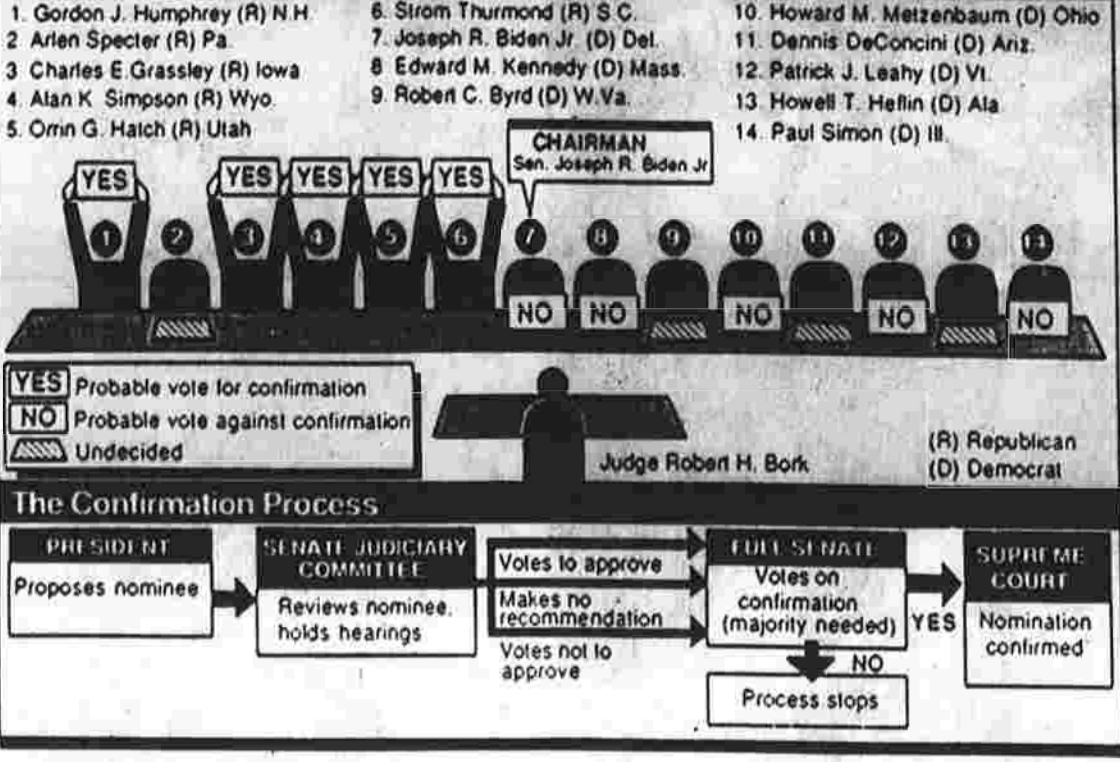 1. Gordon J. Humphrey (R) N.H.
2 Arlen Specter (R) Pa.
3 Charles E. Grassley (R) Iowa
4. Alan K Simpson (R) Wyo.
5. Orrin G. Hatch (R) Utah
6. Strom Thurmond (R) S.C.
7. Joseph R. Biden Jr. (D) Del.
8 Edward M. Kennedy (D) Mass.
9. Robert C. Byrd (D) W.Va.
10. Howard M. Metzenbaum (D) Ohio
11. Dennis DeConcini (D) Ariz.
12. Patrick J. Leahy (D) Vt.
13 Howell T. Heflin (D) Ala
14. Paul Simon (D) Ill.
CHAIRMAN
Sen. Joseph R. Biden Jr
YES YES YES YES YES
1 2 3 4 5 6 7 8 9 10 11 12 13 14
NO NO NO NO NO
YES Probable vote for confirmation
NO Probable vote against confirmation
Undecided
Judge Robert H. Bork
(R) Republican
(D) Democrat
The Confirmation Process
PRESIDENT
Proposes nominee
SENATE JUDICIARY
COMMITTEE
Reviews nominee,
holds hearings
Votes to approve
Makes no
recommendation
Votes not to
approve
FULL SENATE
Votes on
confirmation
(majority needed)
YES
NO
Process stops
SUPREME
COURT
Nomination
confirmed